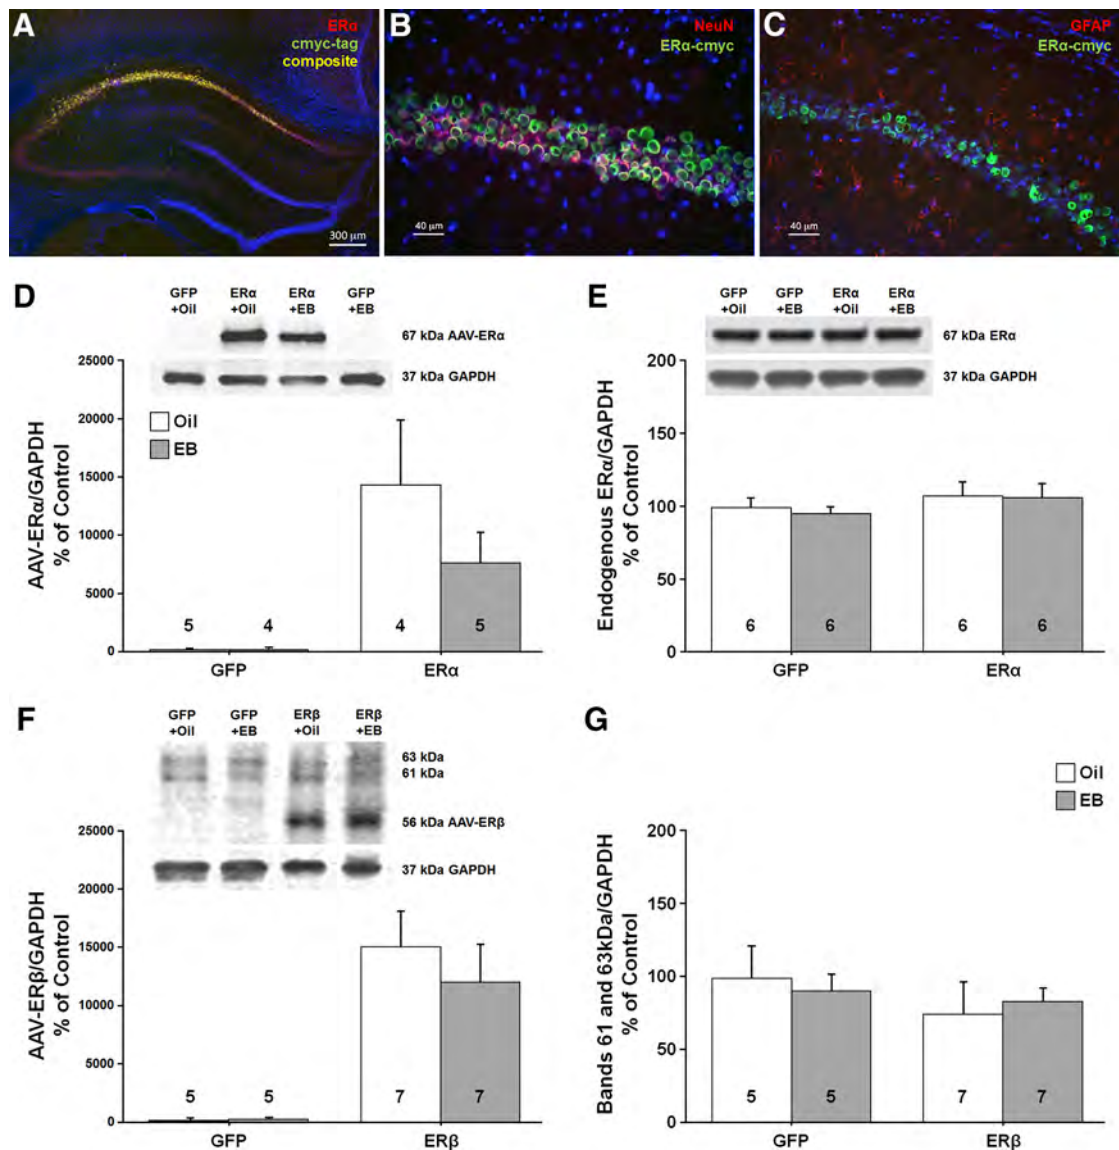 A
ERα
cmyc-tag
composite
300 µm
B
NeuN
ERα-cmyc
40 µm
C
GFAP
ERα-cmyc
40 µm
D
GFP +Oil
ERα +Oil
ERα +EB
GFP +EB
67 kDa AAV-ERα
37 kDa GAPDH
Oil
EB
AAV-ERα/GAPDH
% of Control
25000
20000
15000
10000
5000
0
5
4
4
5
GFP
ERα
E
GFP +Oil
GFP +EB
ERα +Oil
ERα +EB
67 kDa ERα
37 kDa GAPDH
Endogenous ERα/GAPDH
% of Control
200
150
100
50
0
6
6
6
6
GFP
ERα
F
GFP +Oil
GFP +EB
ERβ +Oil
ERβ +EB
63 kDa
61 kDa
56 kDa AAV-ERβ
37 kDa GAPDH
AAV-ERβ/GAPDH
% of Control
25000
20000
15000
10000
5000
0
5
5
7
7
GFP
ERβ
G
Oil
EB
Bands 61 and 63kDa/GAPDH
% of Control
200
150
100
50
0
5
5
7
7
GFP
ERβ